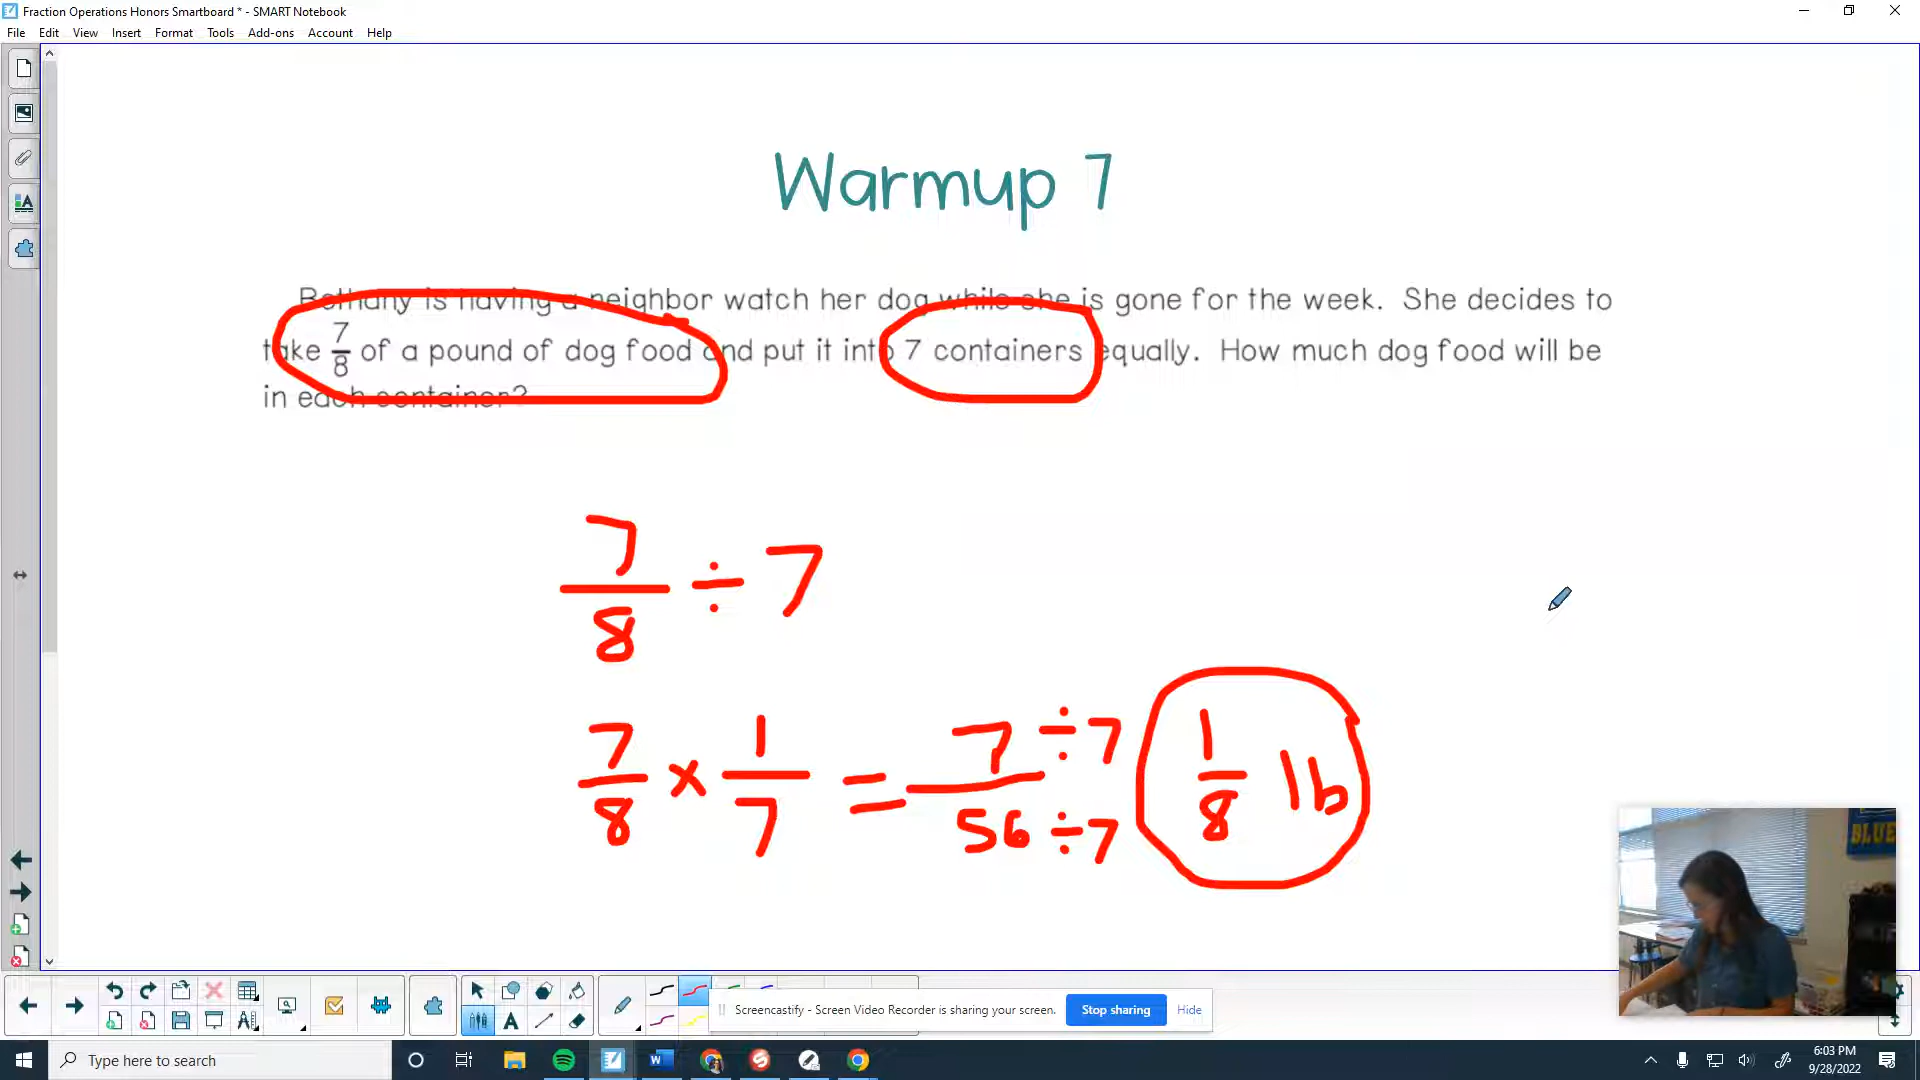 Fraction Operations Honors Smartboard * - SMART Notebook
File Edit View Insert Format Tools Add-ons Account Help
Warmup 7
Bethany is having a neighbor watch her dog while she is gone for the week. She decides to
take 7/8 of a pound of dog food and put it into 7 containers equally. How much dog food will be
in each container?
7/8 ÷ 7
7/8 × 1/7 = 7/56 ÷7/÷7 1/8 lb
BLUE
Screencastify - Screen Video Recorder is sharing your screen. Stop sharing Hide
Type here to search
6:03 PM
9/28/2022